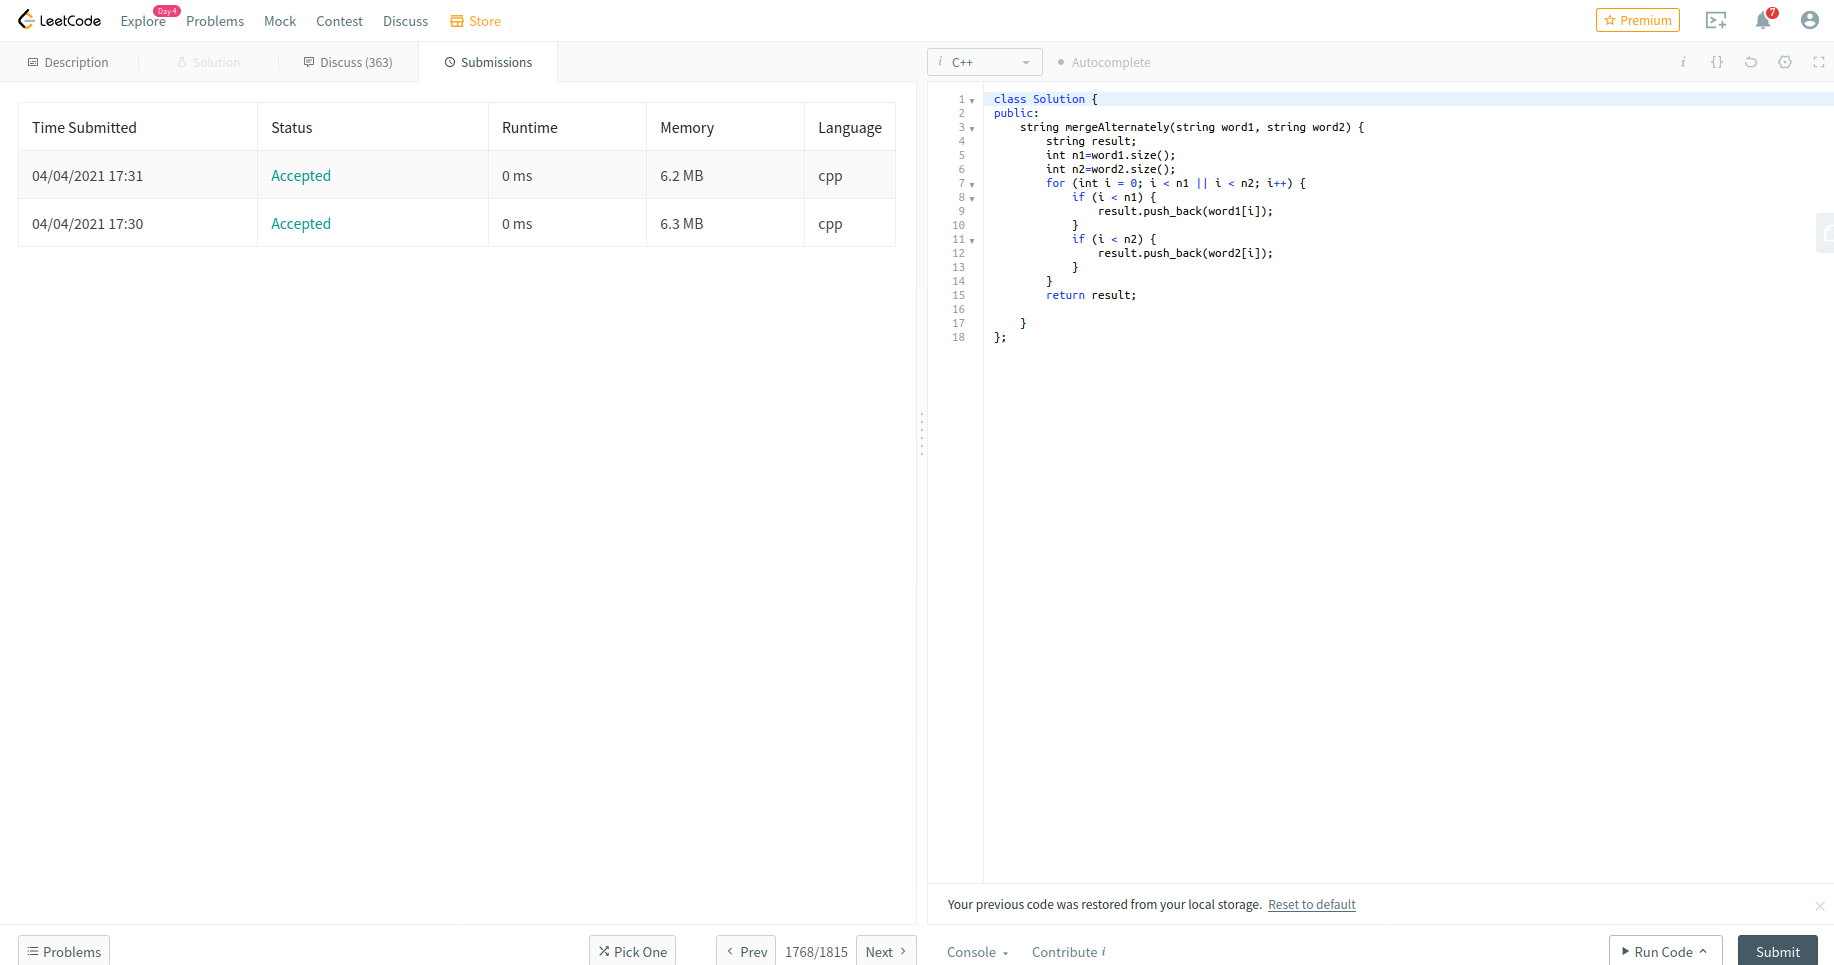 LeetCode Explore Day 4 Problems Mock Contest Discuss Store Premium 7
Description Solution Discuss (363) Submissions
i C++ Autocomplete i {}
Time Submitted Status Runtime Memory Language
04/04/2021 17:31 Accepted 0 ms 6.2 MB cpp
04/04/2021 17:30 Accepted 0 ms 6.3 MB cpp
1 class Solution {
2 public:
3 string mergeAlternately(string word1, string word2) {
4 string result;
5 int n1=word1.size();
6 int n2=word2.size();
7 for (int i = 0; i < n1 || i < n2; i++) {
8 if (i < n1) {
9 result.push_back(word1[i]);
10 }
11 if (i < n2) {
12 result.push_back(word2[i]);
13 }
14 }
15 return result;
16
17 }
18 };
Your previous code was restored from your local storage. Reset to default
Problems Pick One Prev 1768/1815 Next Console Contribute i Run Code Submit